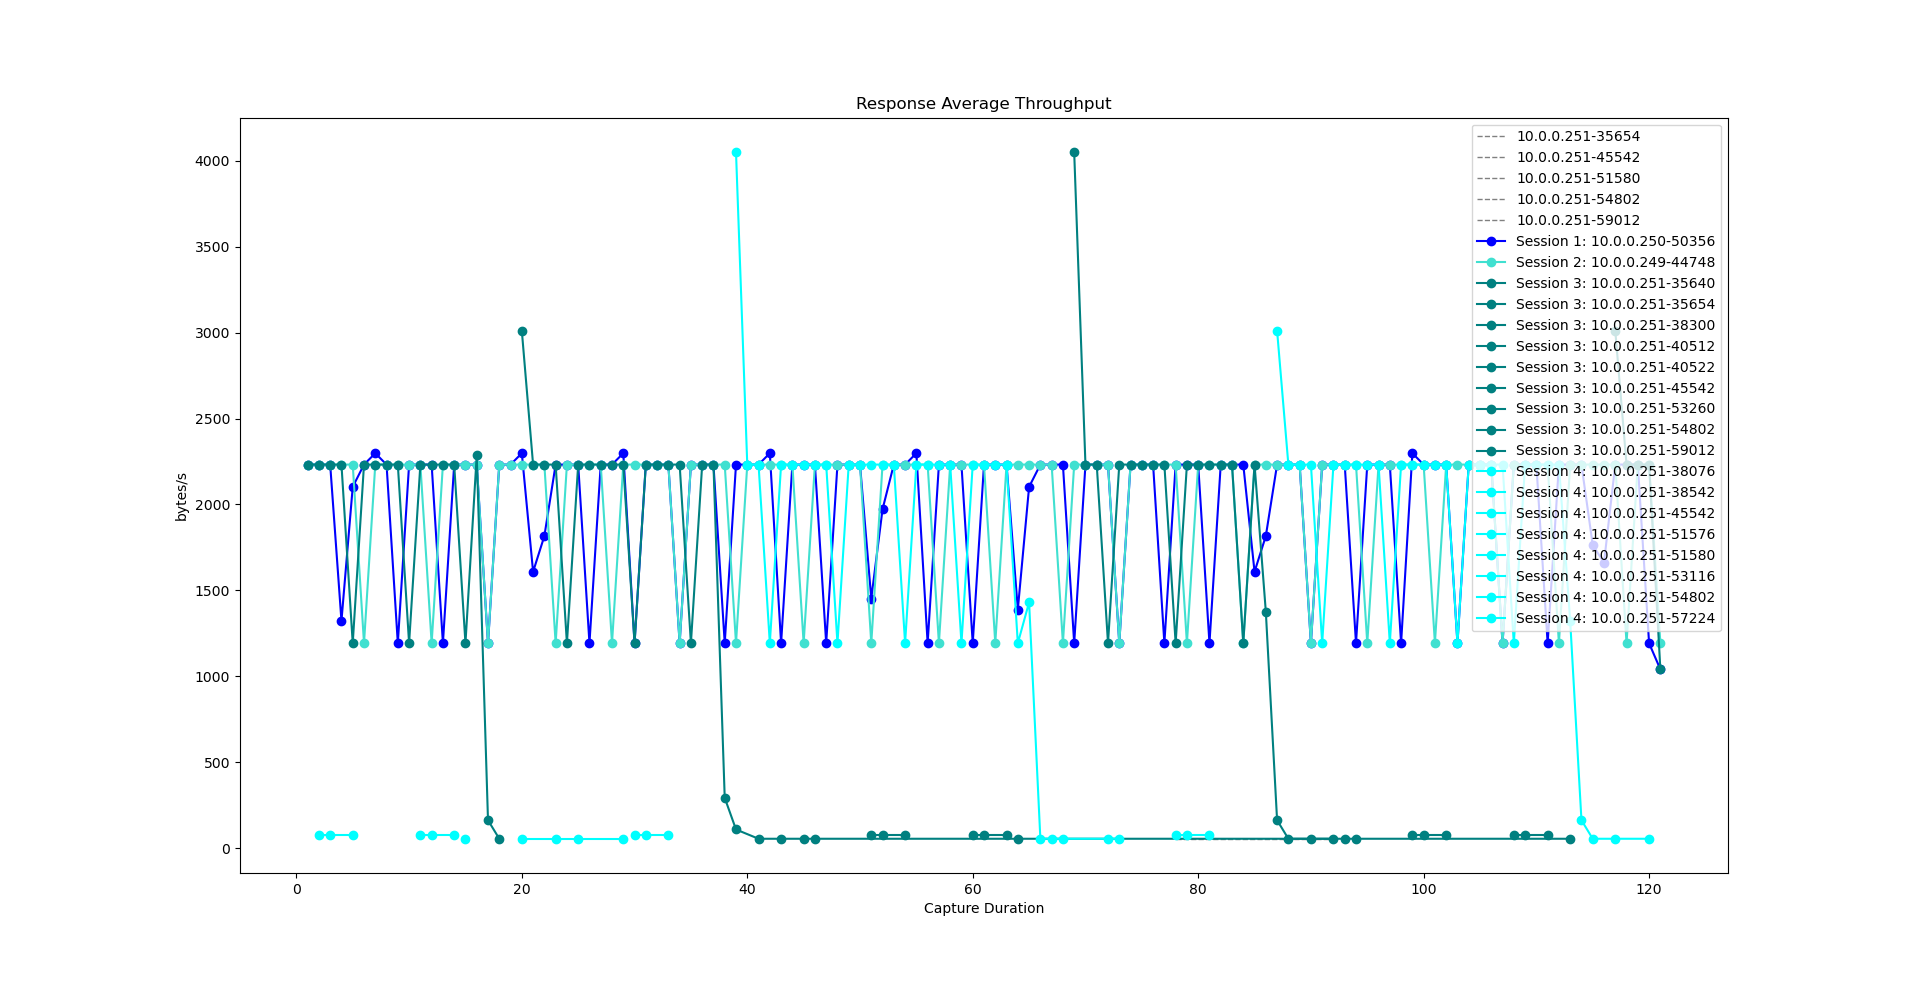 Response Average Throughput
4000
3500
3000
2500
2000
1500
1000
500
0
bytes/s
0 20 40 60 80 100 120
Capture Duration
10.0.0.251-35654
10.0.0.251-45542
10.0.0.251-51580
10.0.0.251-54802
10.0.0.251-59012
Session 1: 10.0.0.250-50356
Session 2: 10.0.0.249-44748
Session 3: 10.0.0.251-35640
Session 3: 10.0.0.251-35654
Session 3: 10.0.0.251-38300
Session 3: 10.0.0.251-40512
Session 3: 10.0.0.251-40522
Session 3: 10.0.0.251-45542
Session 3: 10.0.0.251-53260
Session 3: 10.0.0.251-54802
Session 3: 10.0.0.251-59012
Session 4: 10.0.0.251-38076
Session 4: 10.0.0.251-38542
Session 4: 10.0.0.251-45542
Session 4: 10.0.0.251-51576
Session 4: 10.0.0.251-51580
Session 4: 10.0.0.251-53116
Session 4: 10.0.0.251-54802
Session 4: 10.0.0.251-57224